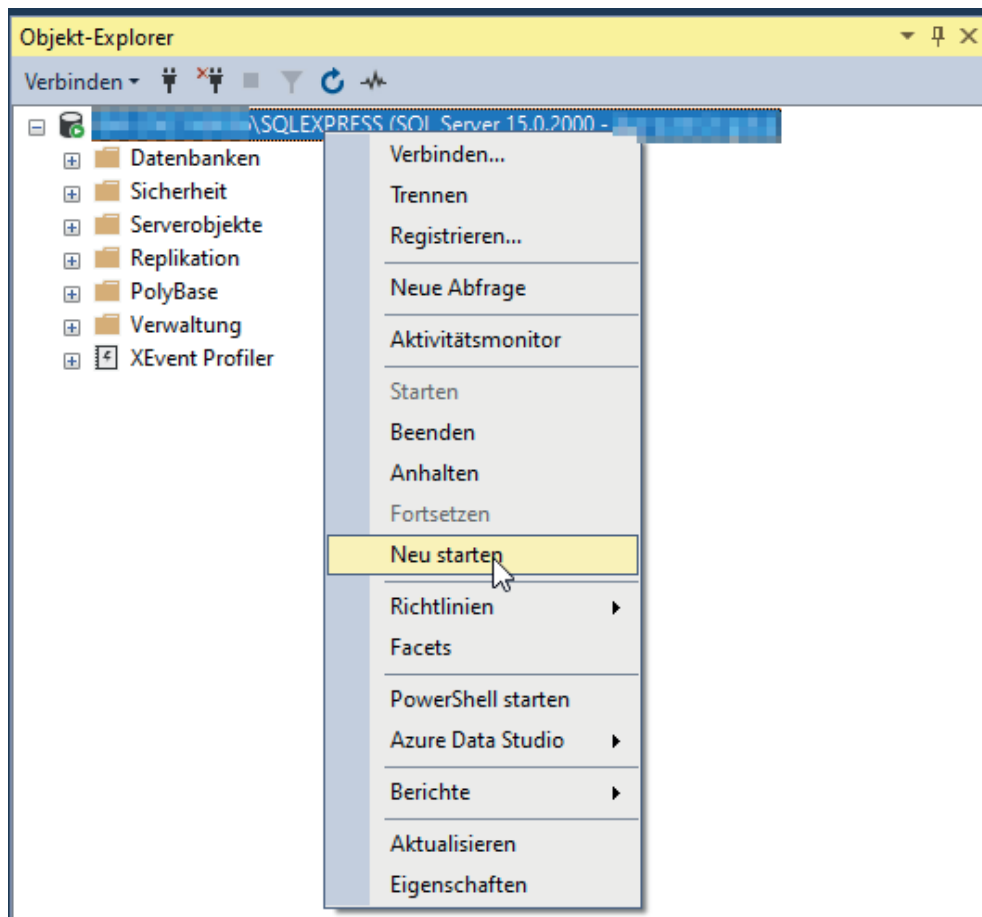 Objekt-Explorer
Verbinden
\SQLEXPRESS (SQL Server 15.0.2000 -
Datenbanken
Sicherheit
Serverobjekte
Replikation
PolyBase
Verwaltung
XEvent Profiler
Verbinden...
Trennen
Registrieren...
Neue Abfrage
Aktivitätsmonitor
Starten
Beenden
Anhalten
Fortsetzen
Neu starten
Richtlinien
Facets
PowerShell starten
Azure Data Studio
Berichte
Aktualisieren
Eigenschaften